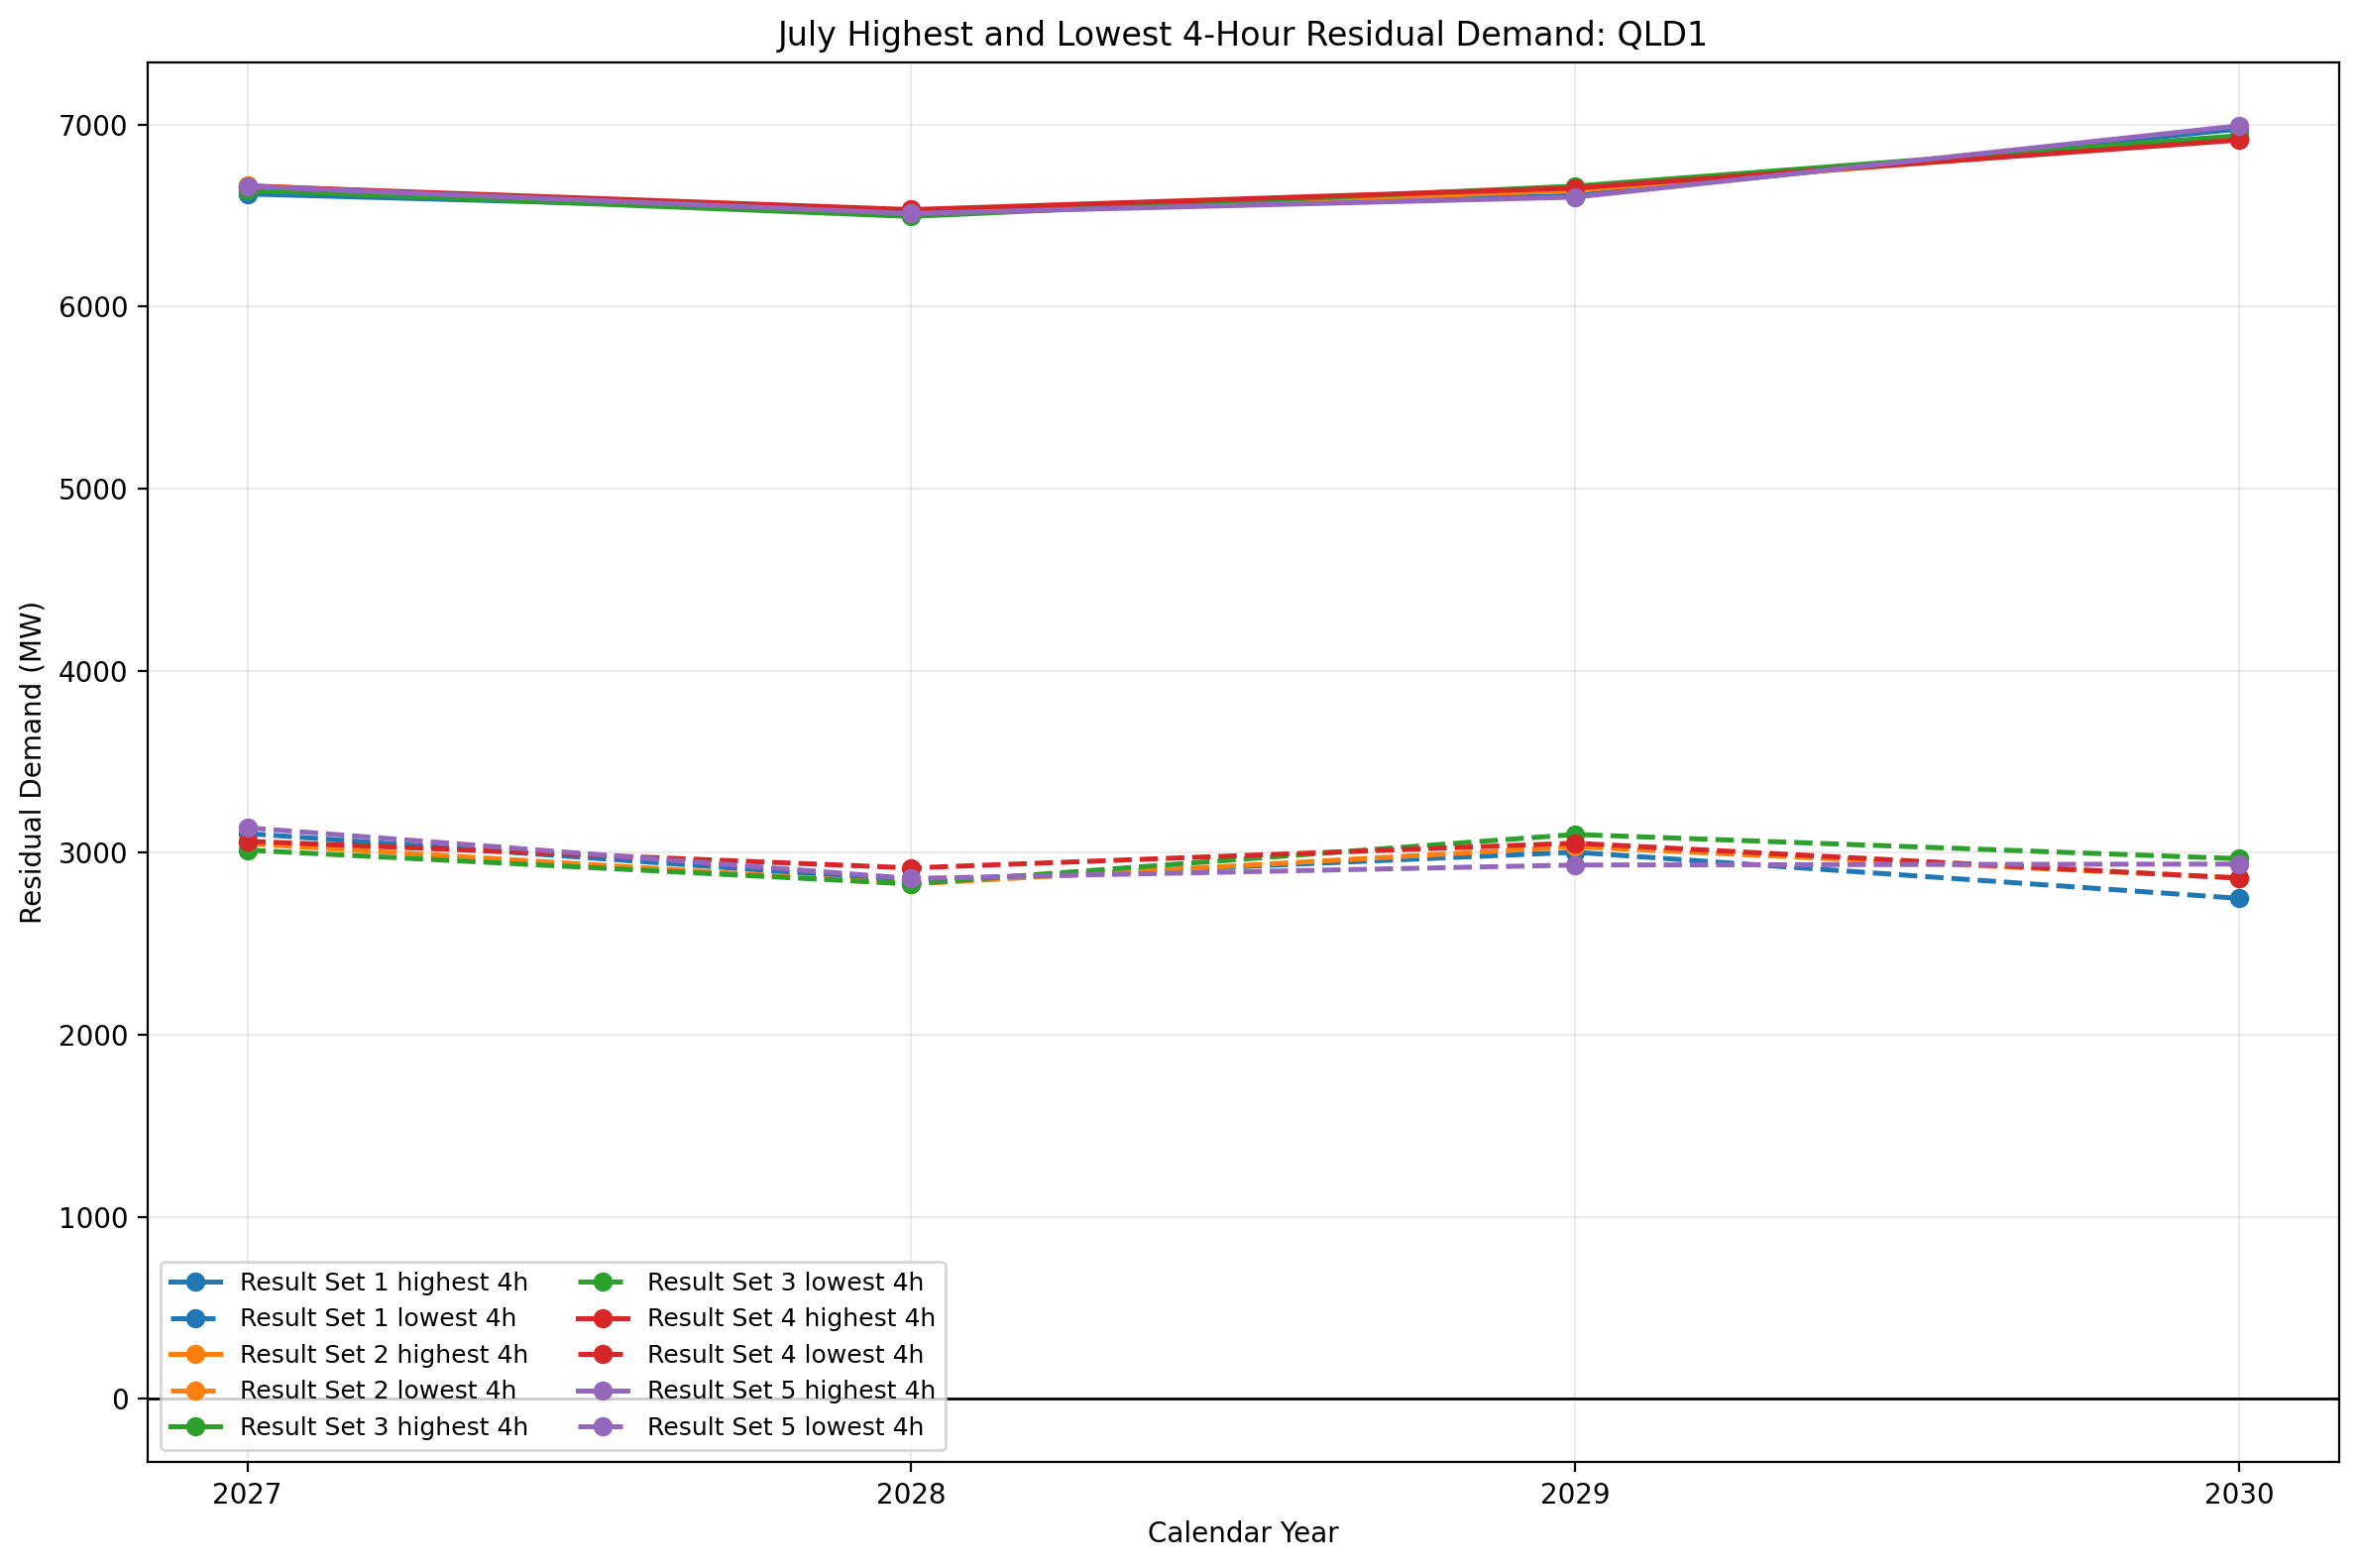 July Highest and Lowest 4-Hour Residual Demand: QLD1
Residual Demand (MW)
7000
6000
5000
4000
3000
2000
1000
0
Result Set 1 highest 4h
Result Set 1 lowest 4h
Result Set 2 highest 4h
Result Set 2 lowest 4h
Result Set 3 highest 4h
Result Set 3 lowest 4h
Result Set 4 highest 4h
Result Set 4 lowest 4h
Result Set 5 highest 4h
Result Set 5 lowest 4h
2027
2028
2029
2030
Calendar Year